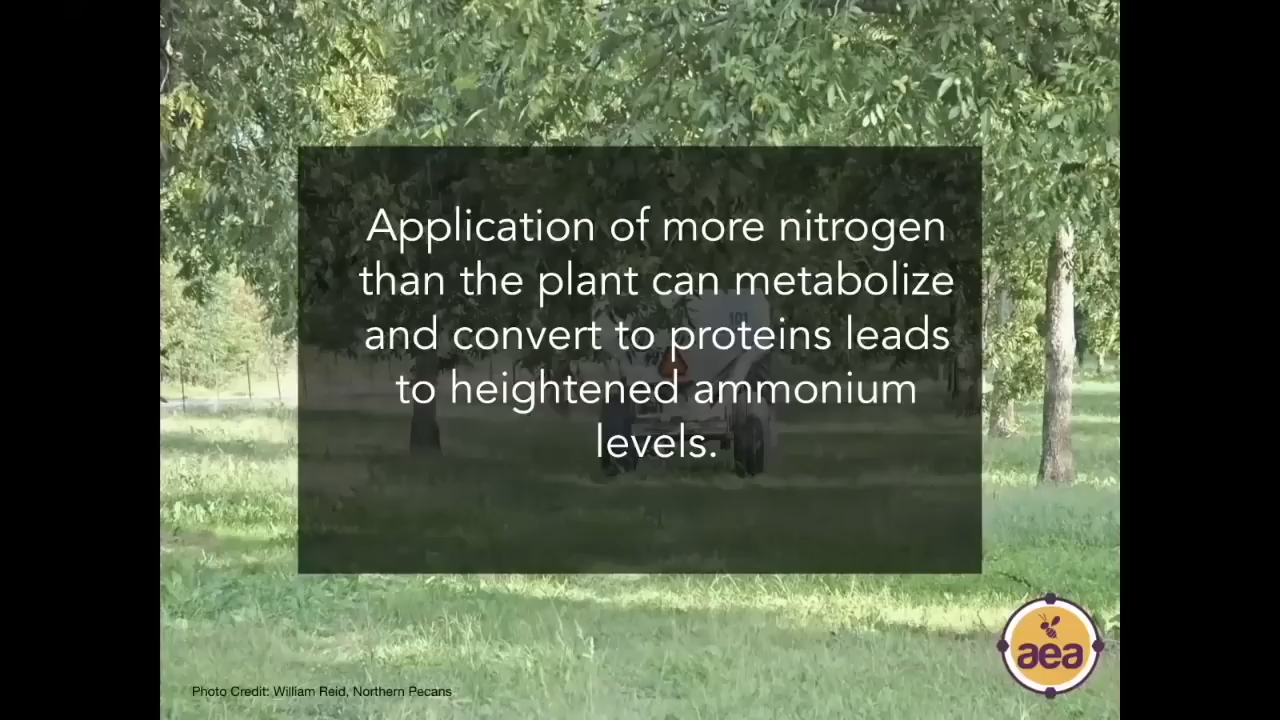 Application of more nitrogen
than the plant can metabolize
and convert to proteins leads
to heightened ammonium
levels.
aea
Photo Credit: William Reid, Northern Pecans